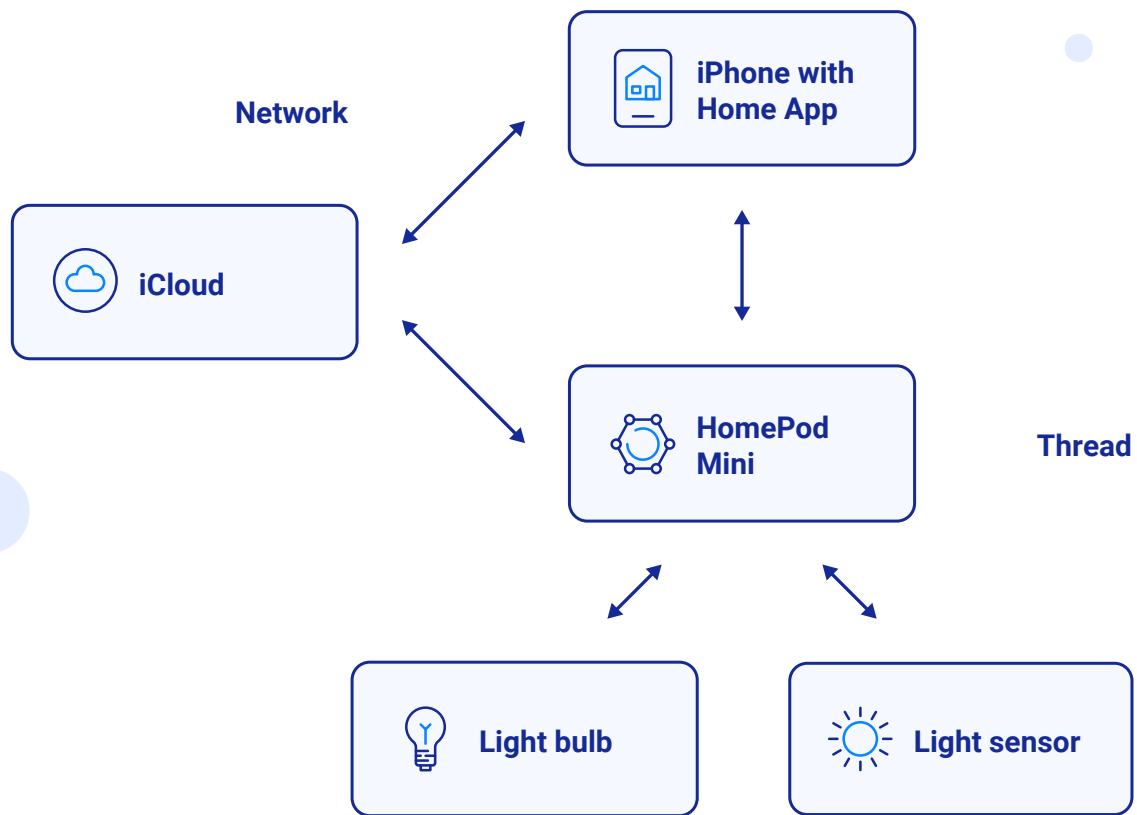 iPhone with
Home App
Network
iCloud
HomePod
Mini
Thread
Light bulb
Light sensor